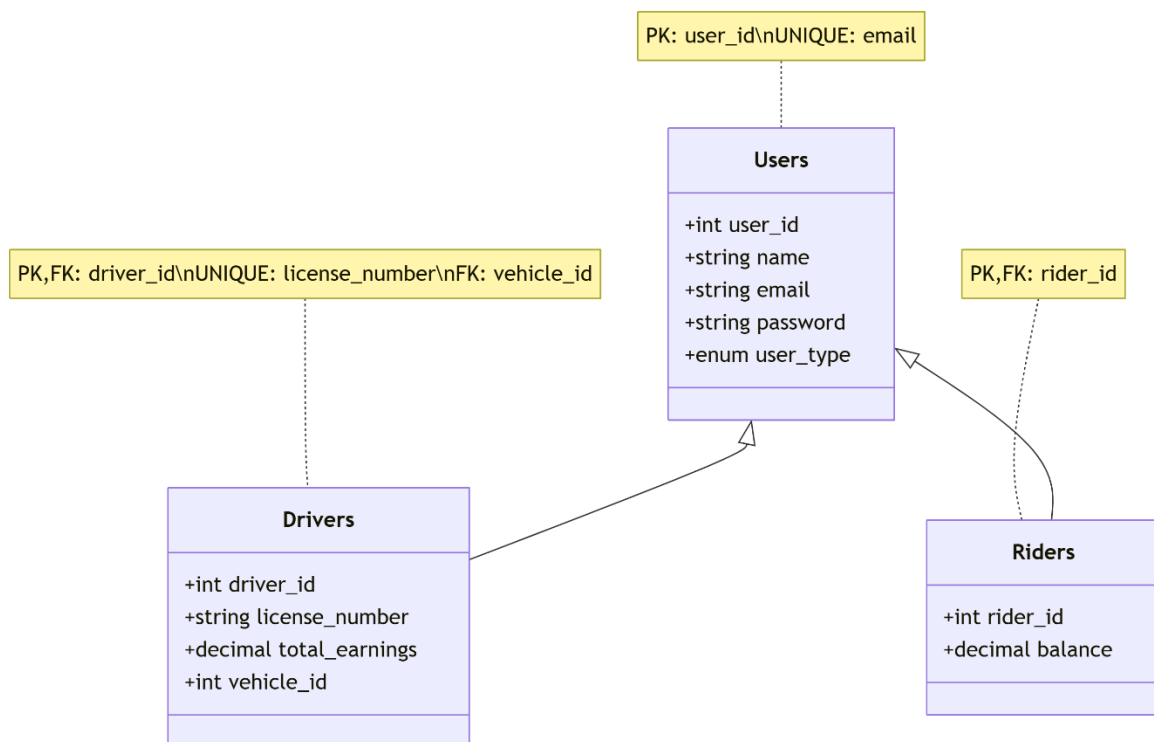 PK: user_id\nUNIQUE: email
Users
+int user_id
+string name
+string email
+string password
+enum user_type
PK,FK: driver_id\nUNIQUE: license_number\nFK: vehicle_id
PK,FK: rider_id
Drivers
+int driver_id
+string license_number
+decimal total_earnings
+int vehicle_id
Riders
+int rider_id
+decimal balance